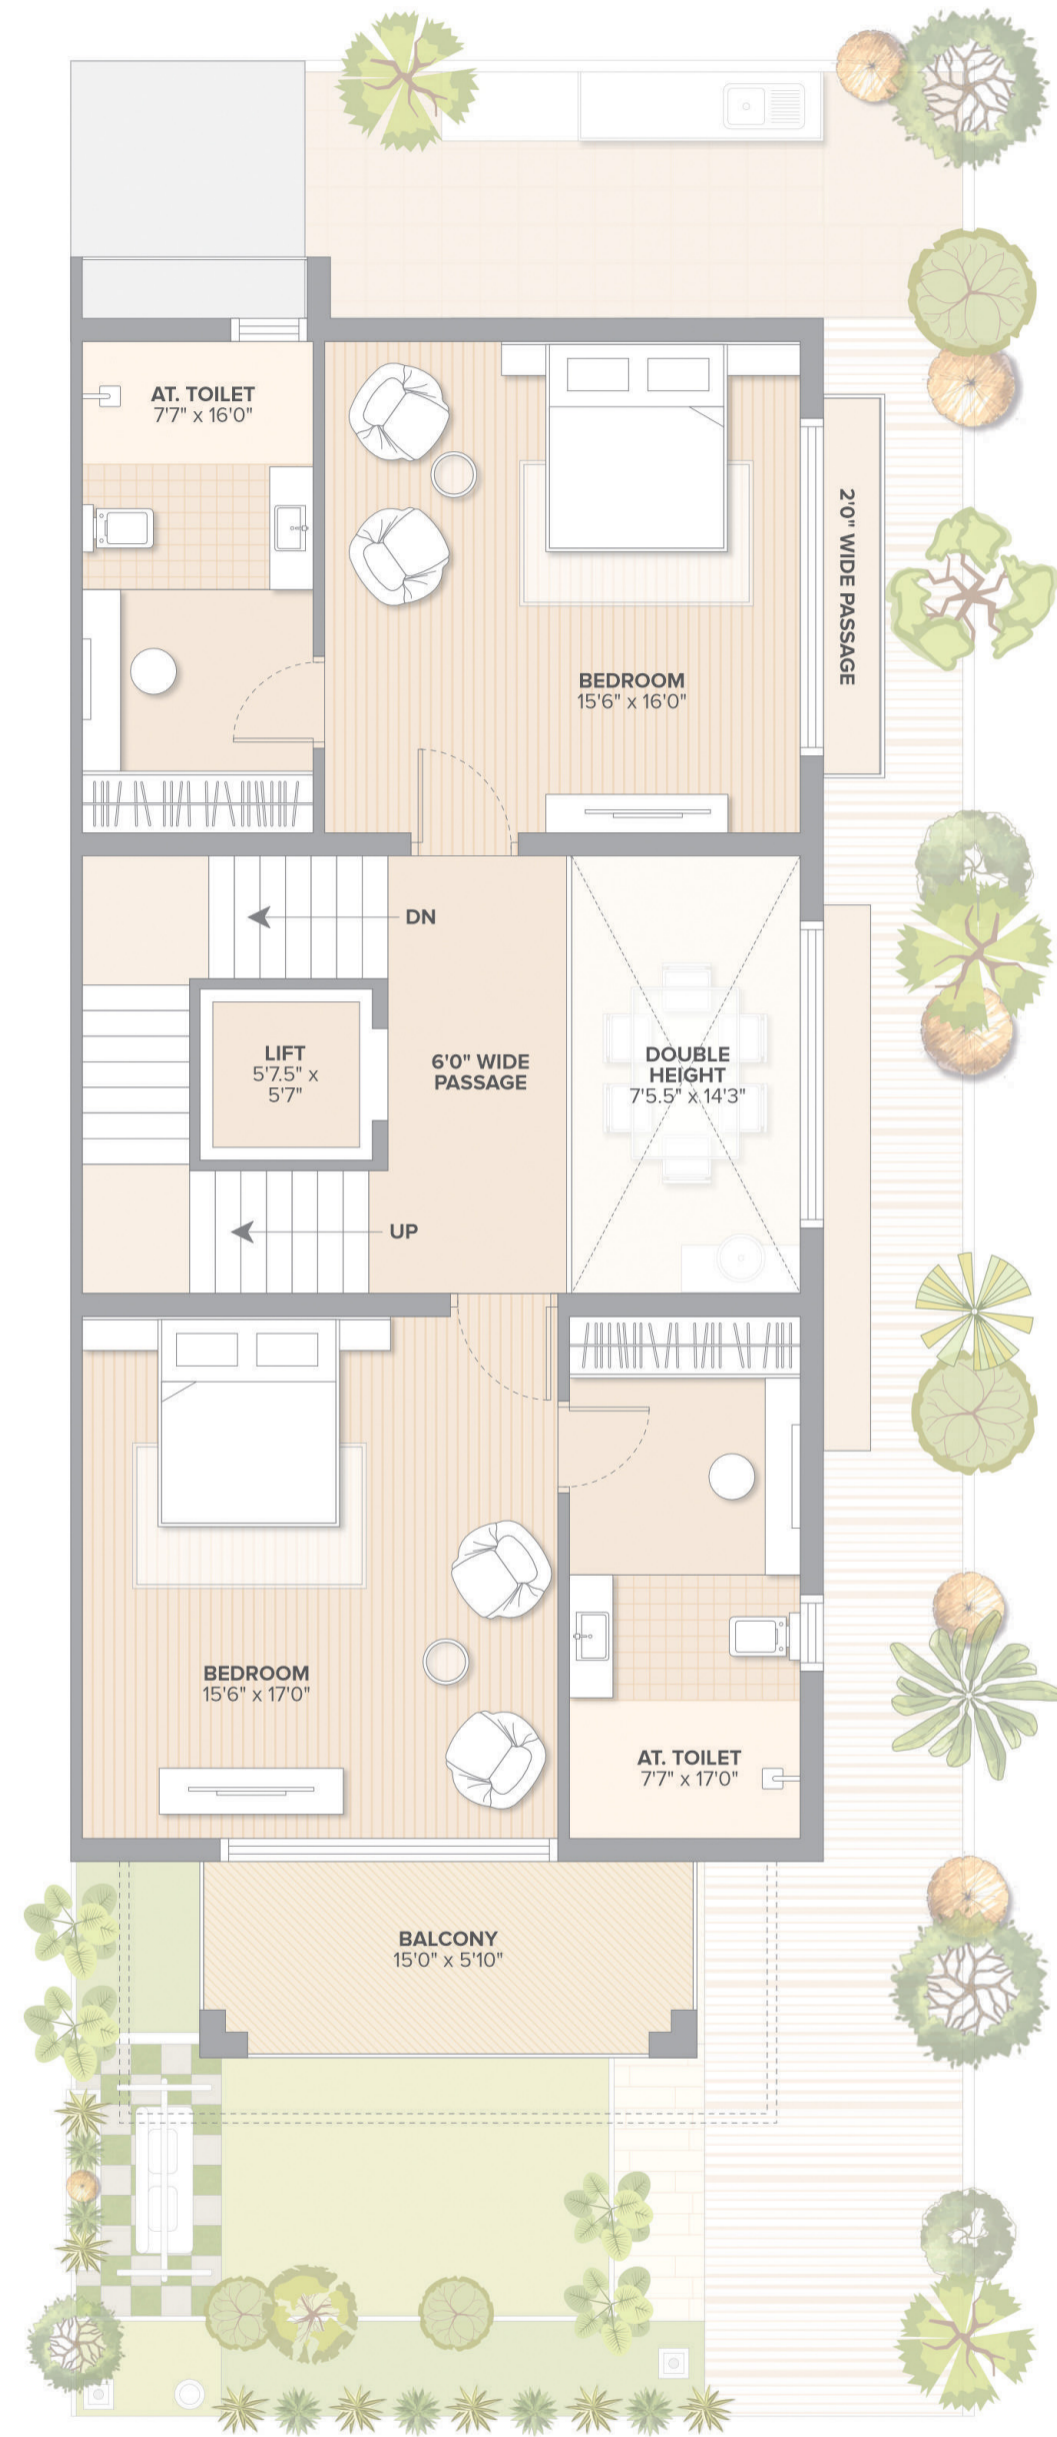 AT. TOILET
7'7" x 16'0"
2'0" WIDE PASSAGE
BEDROOM
15'6" x 16'0"
DN
LIFT
5'7.5" x
5'7"
6'0" WIDE
PASSAGE
DOUBLE
HEIGHT
7'5.5" x 14'3"
UP
BEDROOM
15'6" x 17'0"
AT. TOILET
7'7" x 17'0"
BALCONY
15'0" x 5'10"